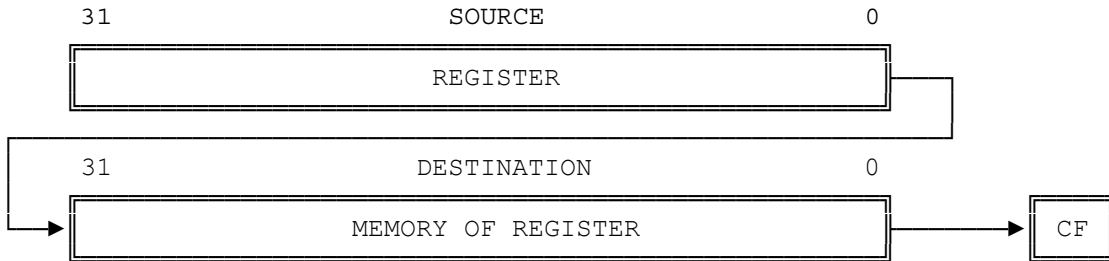 31 SOURCE 0
REGISTER
31 DESTINATION 0
MEMORY OF REGISTER CF